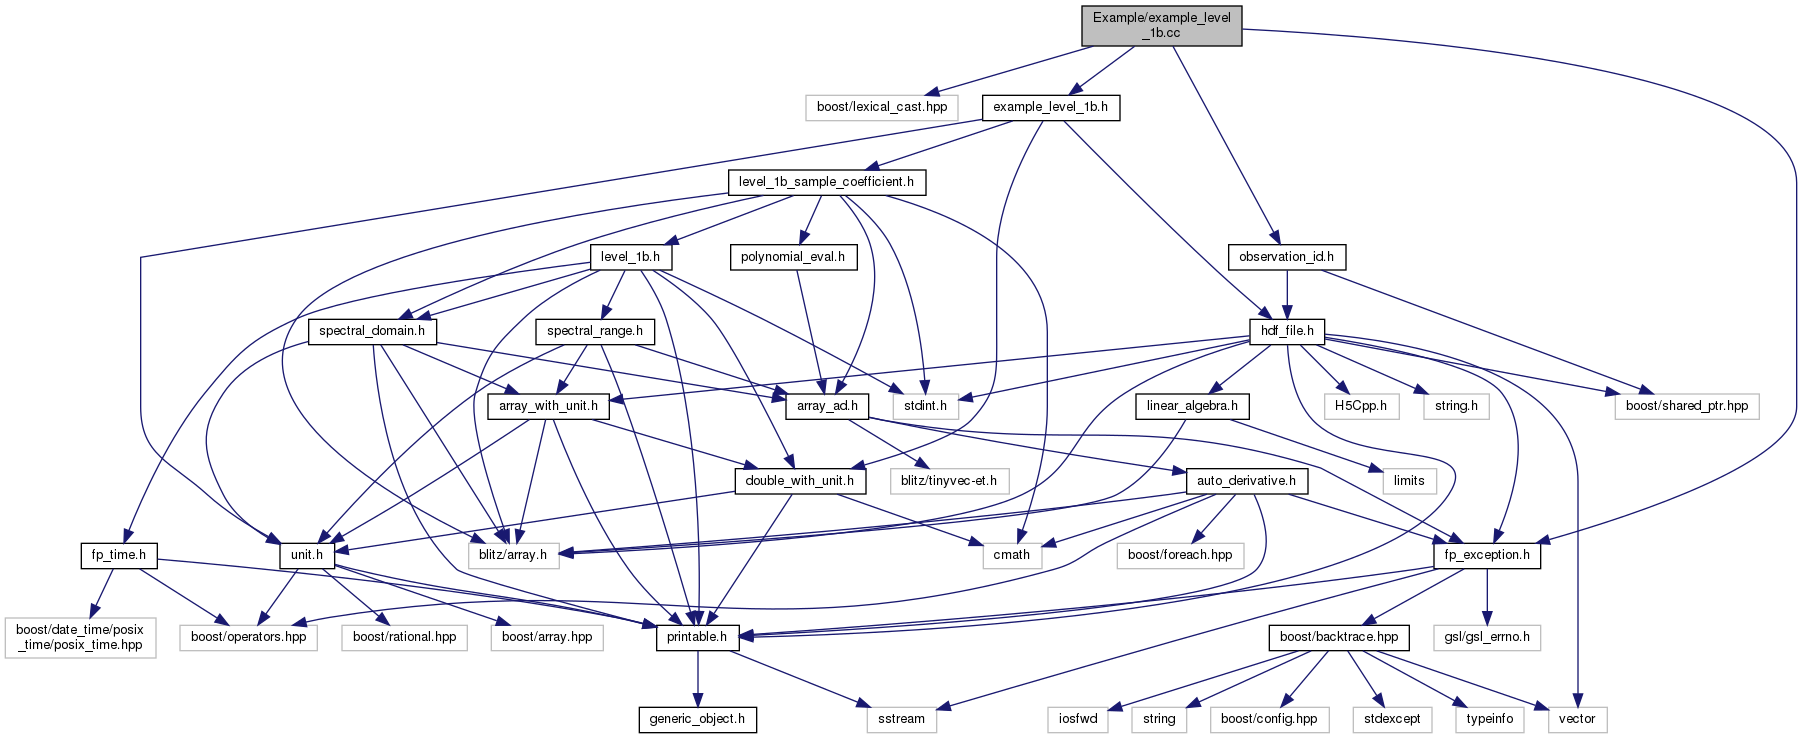 Example/example_level
_1b.cc
boost/lexical_cast.hpp
example_level_1b.h
level_1b_sample_coefficient.h
level_1b.h
polynomial_eval.h
observation_id.h
spectral_domain.h
spectral_range.h
hdf_file.h
array_with_unit.h
array_ad.h
stdint.h
linear_algebra.h
H5Cpp.h
string.h
boost/shared_ptr.hpp
double_with_unit.h
blitz/tinyvec-et.h
auto_derivative.h
limits
fp_time.h
unit.h
blitz/array.h
cmath
boost/foreach.hpp
fp_exception.h
boost/date_time/posix
_time/posix_time.hpp
boost/operators.hpp
boost/rational.hpp
boost/array.hpp
printable.h
boost/backtrace.hpp
gsl/gsl_errno.h
generic_object.h
sstream
iosfwd
string
boost/config.hpp
stdexcept
typeinfo
vector